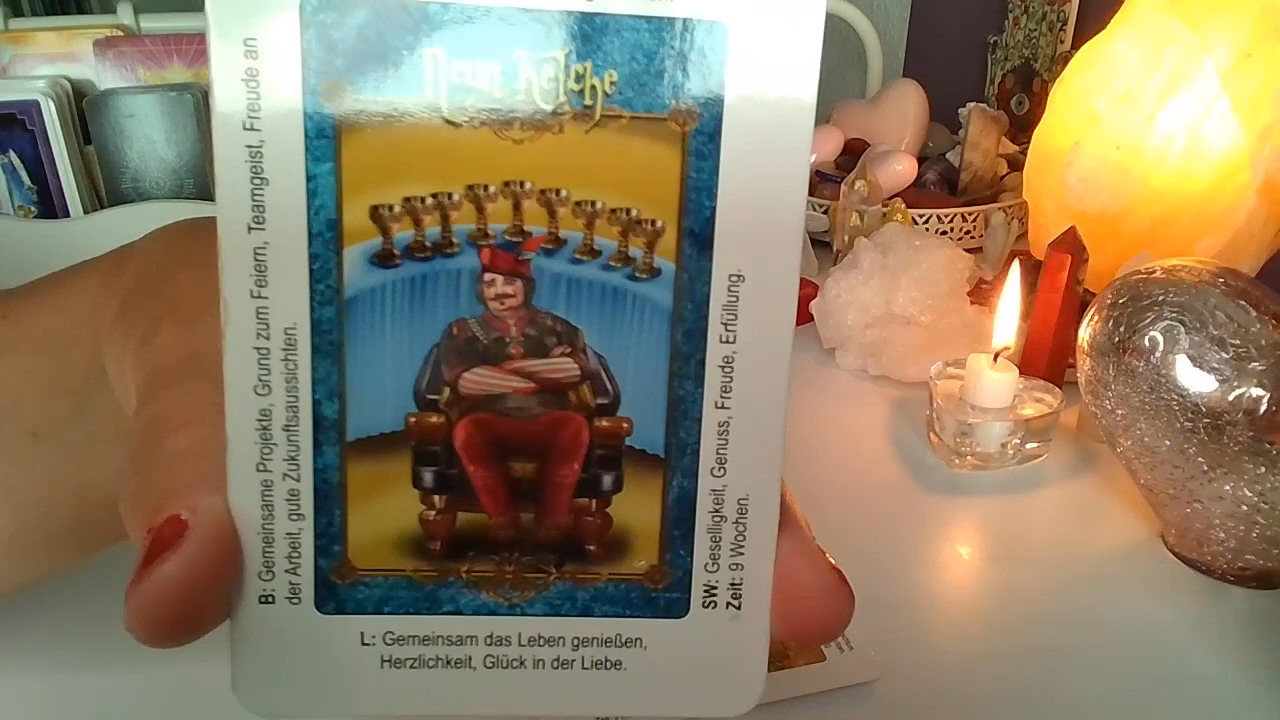 Neun Kelche
B: Gemeinsame Projekte, Grund zum Feiern, Teamgeist, Freude an
der Arbeit, gute Zukunftsaussichten.
SW: Geselligkeit, Genuss, Freude, Erfüllung.
Zeit: 9 Wochen.
L: Gemeinsam das Leben genießen,
Herzlichkeit, Glück in der Liebe.